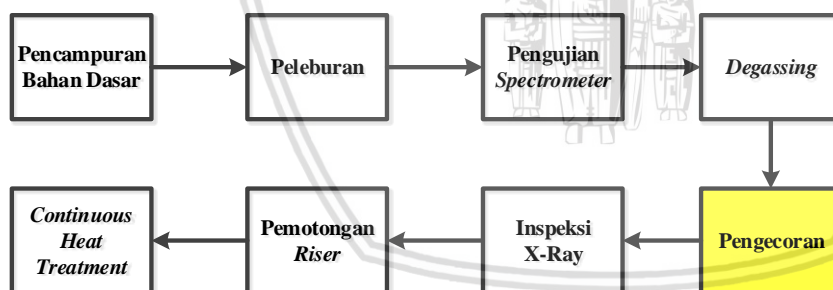 Pencampuran
Bahan Dasar
Peleburan
Pengujian
Spectrometer
Degassing
Pengecoran
Inspeksi
X-Ray
Pemotongan
Riser
Continuous
Heat
Treatment